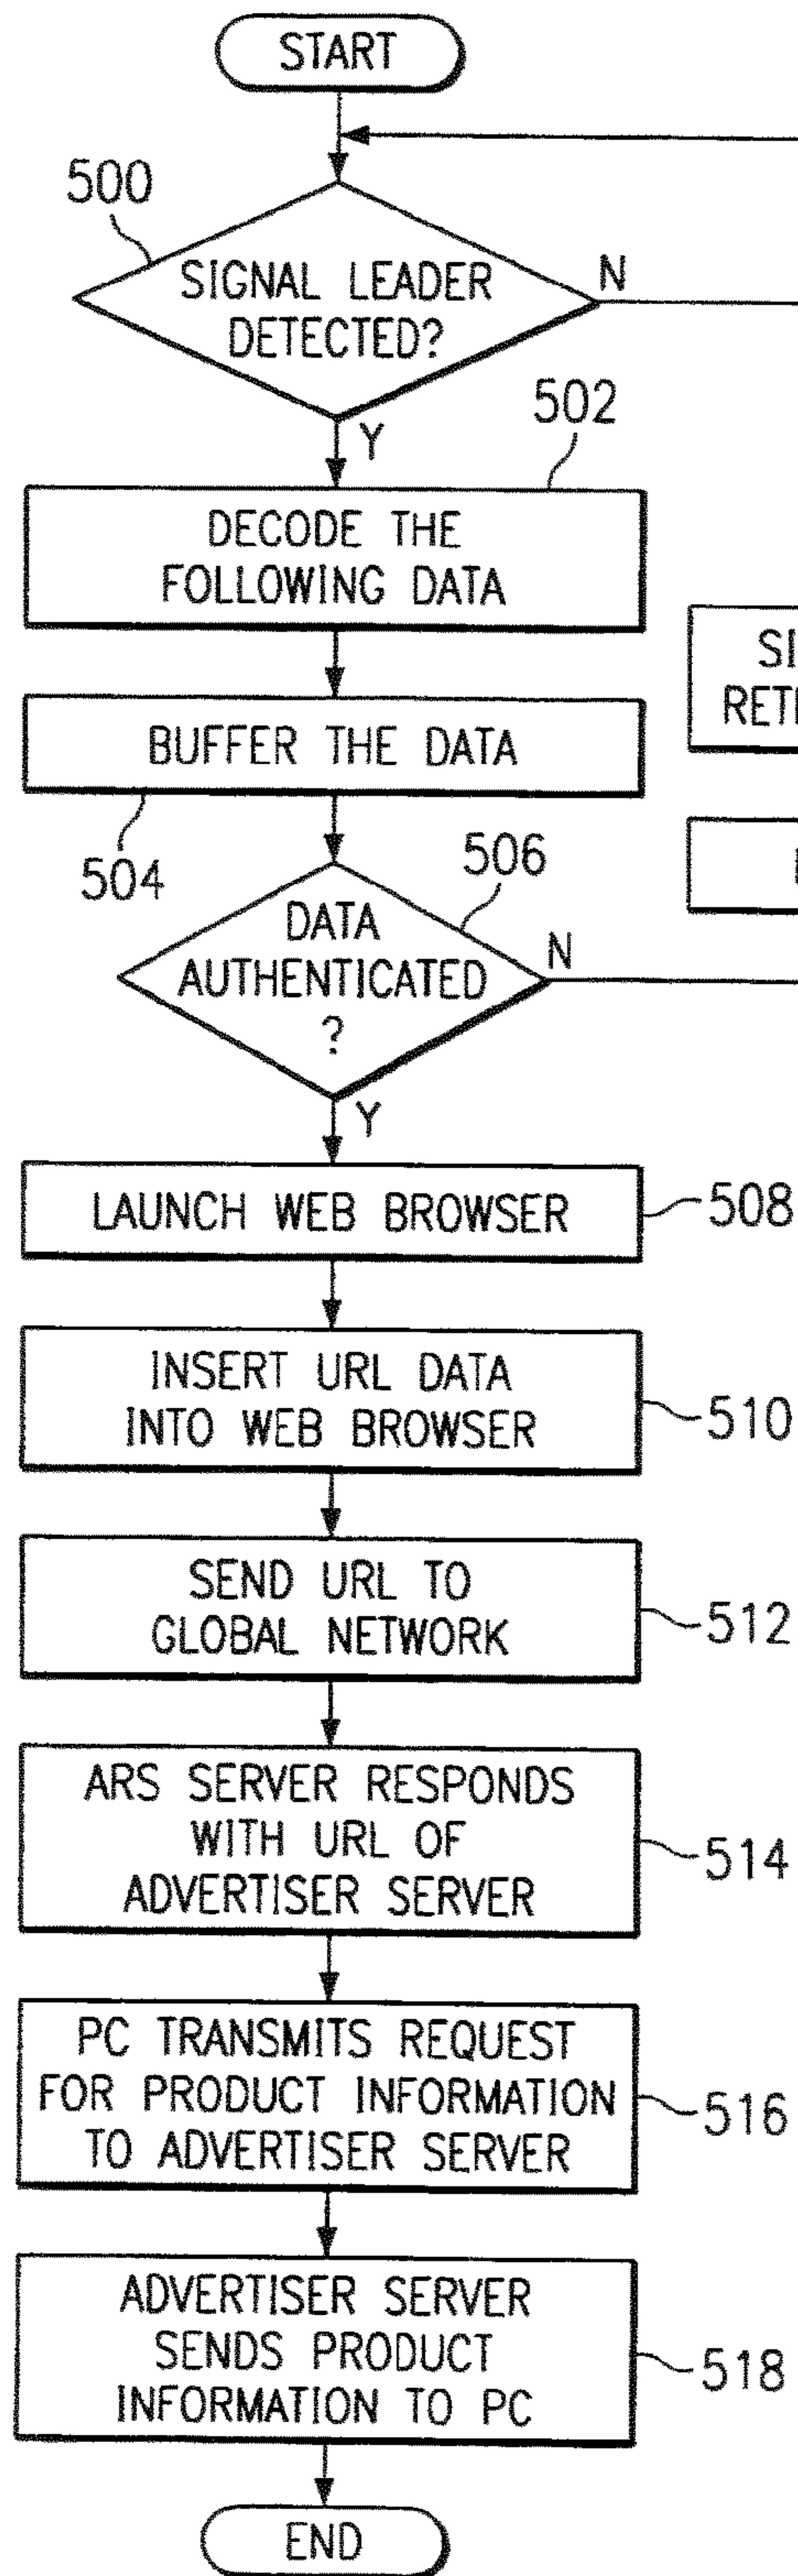 START
500
SIGNAL LEADER
DETECTED?
N
Y
502
DECODE THE
FOLLOWING DATA
BUFFER THE DATA
504
506
DATA
AUTHENTICATED
?
N
Y
LAUNCH WEB BROWSER
508
INSERT URL DATA
INTO WEB BROWSER
510
SEND URL TO
GLOBAL NETWORK
512
ARS SERVER RESPONDS
WITH URL OF
ADVERTISER SERVER
514
PC TRANSMITS REQUEST
FOR PRODUCT INFORMATION
TO ADVERTISER SERVER
516
ADVERTISER SERVER
SENDS PRODUCT
INFORMATION TO PC
518
END